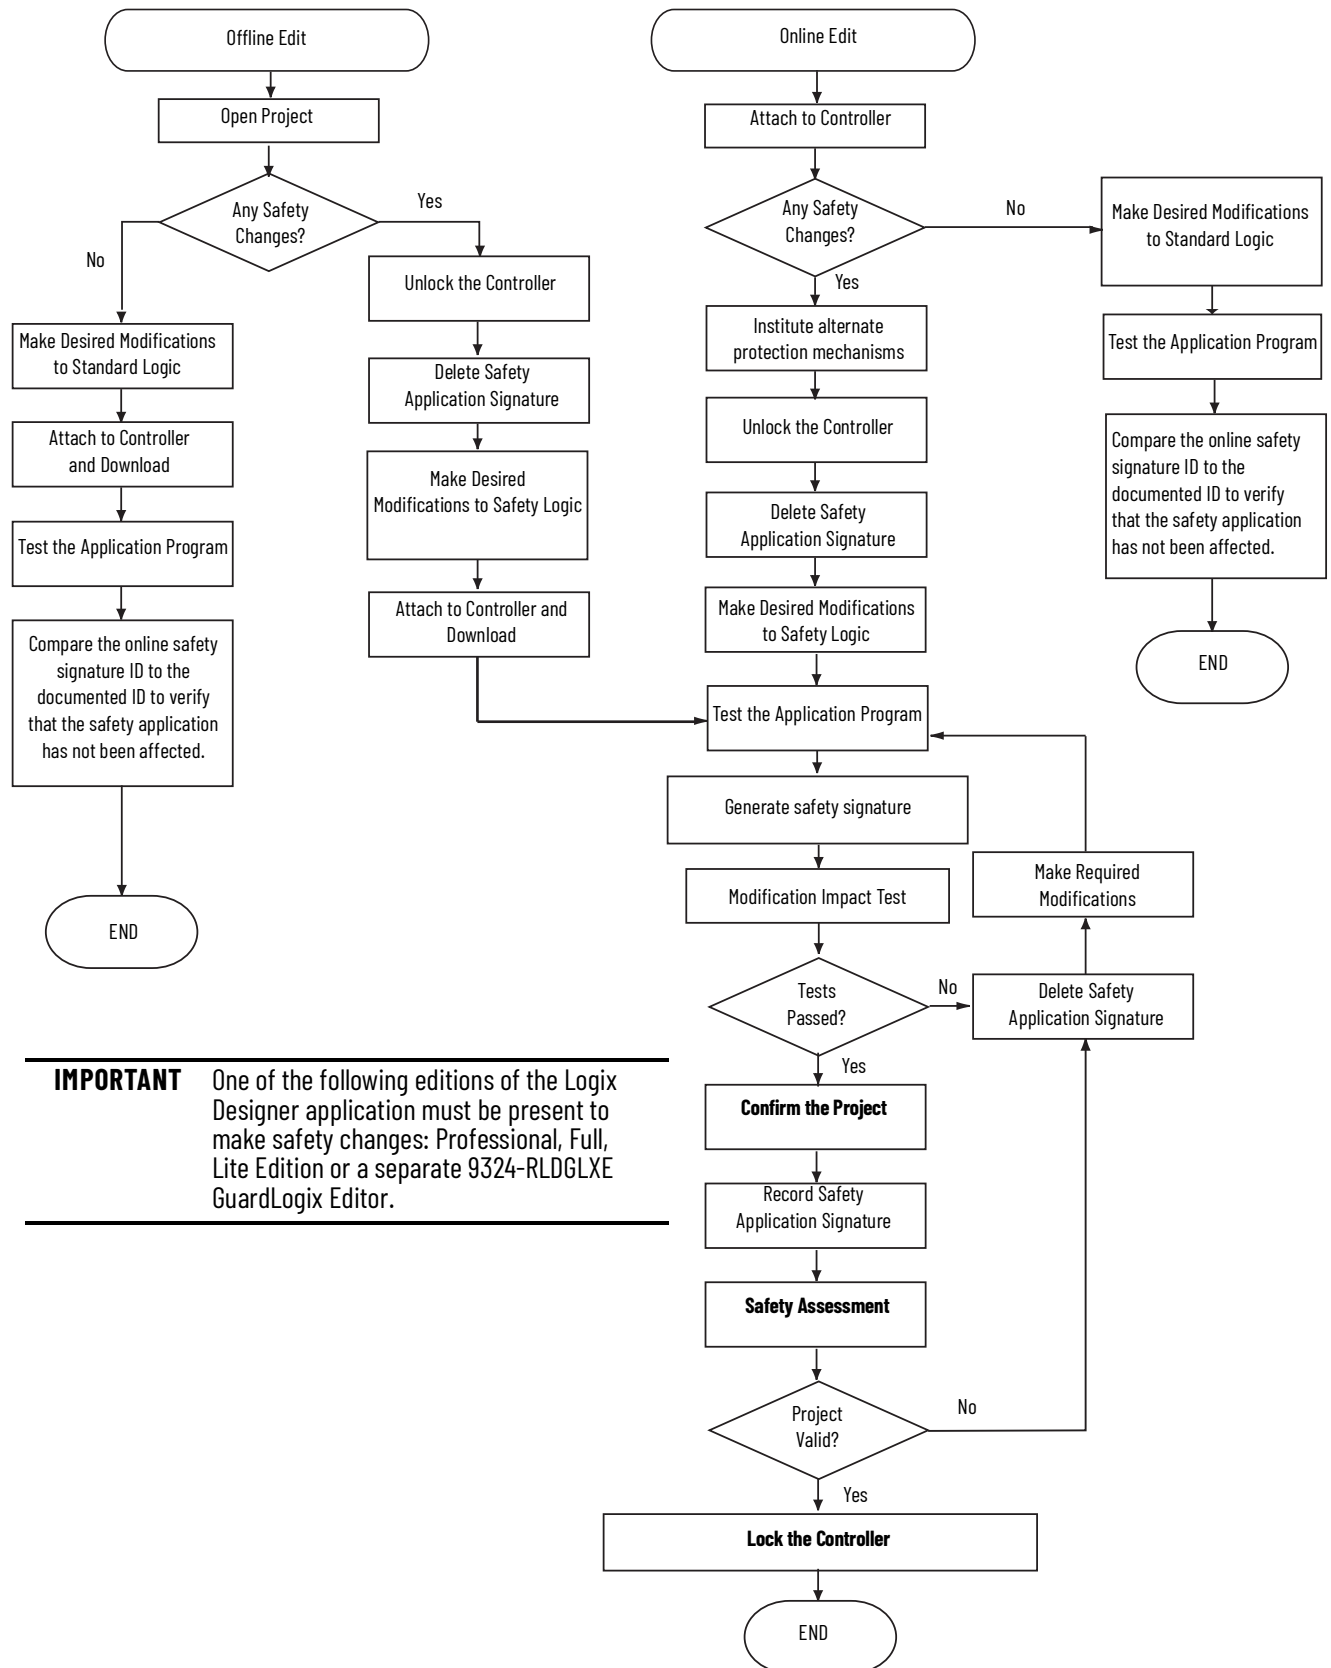 Offline Edit
Open Project
Any Safety
Changes?
Yes
No
Unlock the Controller
Delete Safety
Application Signature
Make Desired
Modifications to Safety Logic
Attach to Controller and
Download
Make Desired Modifications
to Standard Logic
Attach to Controller
and Download
Test the Application Program
Compare the online safety
signature ID to the
documented ID to verify
that the safety application
has not been affected.
END
Online Edit
Attach to Controller
Any Safety
Changes?
No
Yes
Make Desired Modifications
to Standard Logic
Test the Application Program
Compare the online safety
signature ID to the
documented ID to verify
that the safety application
has not been affected.
END
Institute alternate
protection mechanisms
Unlock the Controller
Delete Safety
Application Signature
Make Desired Modifications
to Safety Logic
Test the Application Program
Generate safety signature
Modification Impact Test
Tests
Passed?
No
Delete Safety
Application Signature
Make Required
Modifications
Yes
Confirm the Project
Record Safety
Application Signature
Safety Assessment
Project
Valid?
No
Yes
Lock the Controller
END
IMPORTANT One of the following editions of the Logix
Designer application must be present to
make safety changes: Professional, Full,
Lite Edition or a separate 9324-RLDGLXE
GuardLogix Editor.